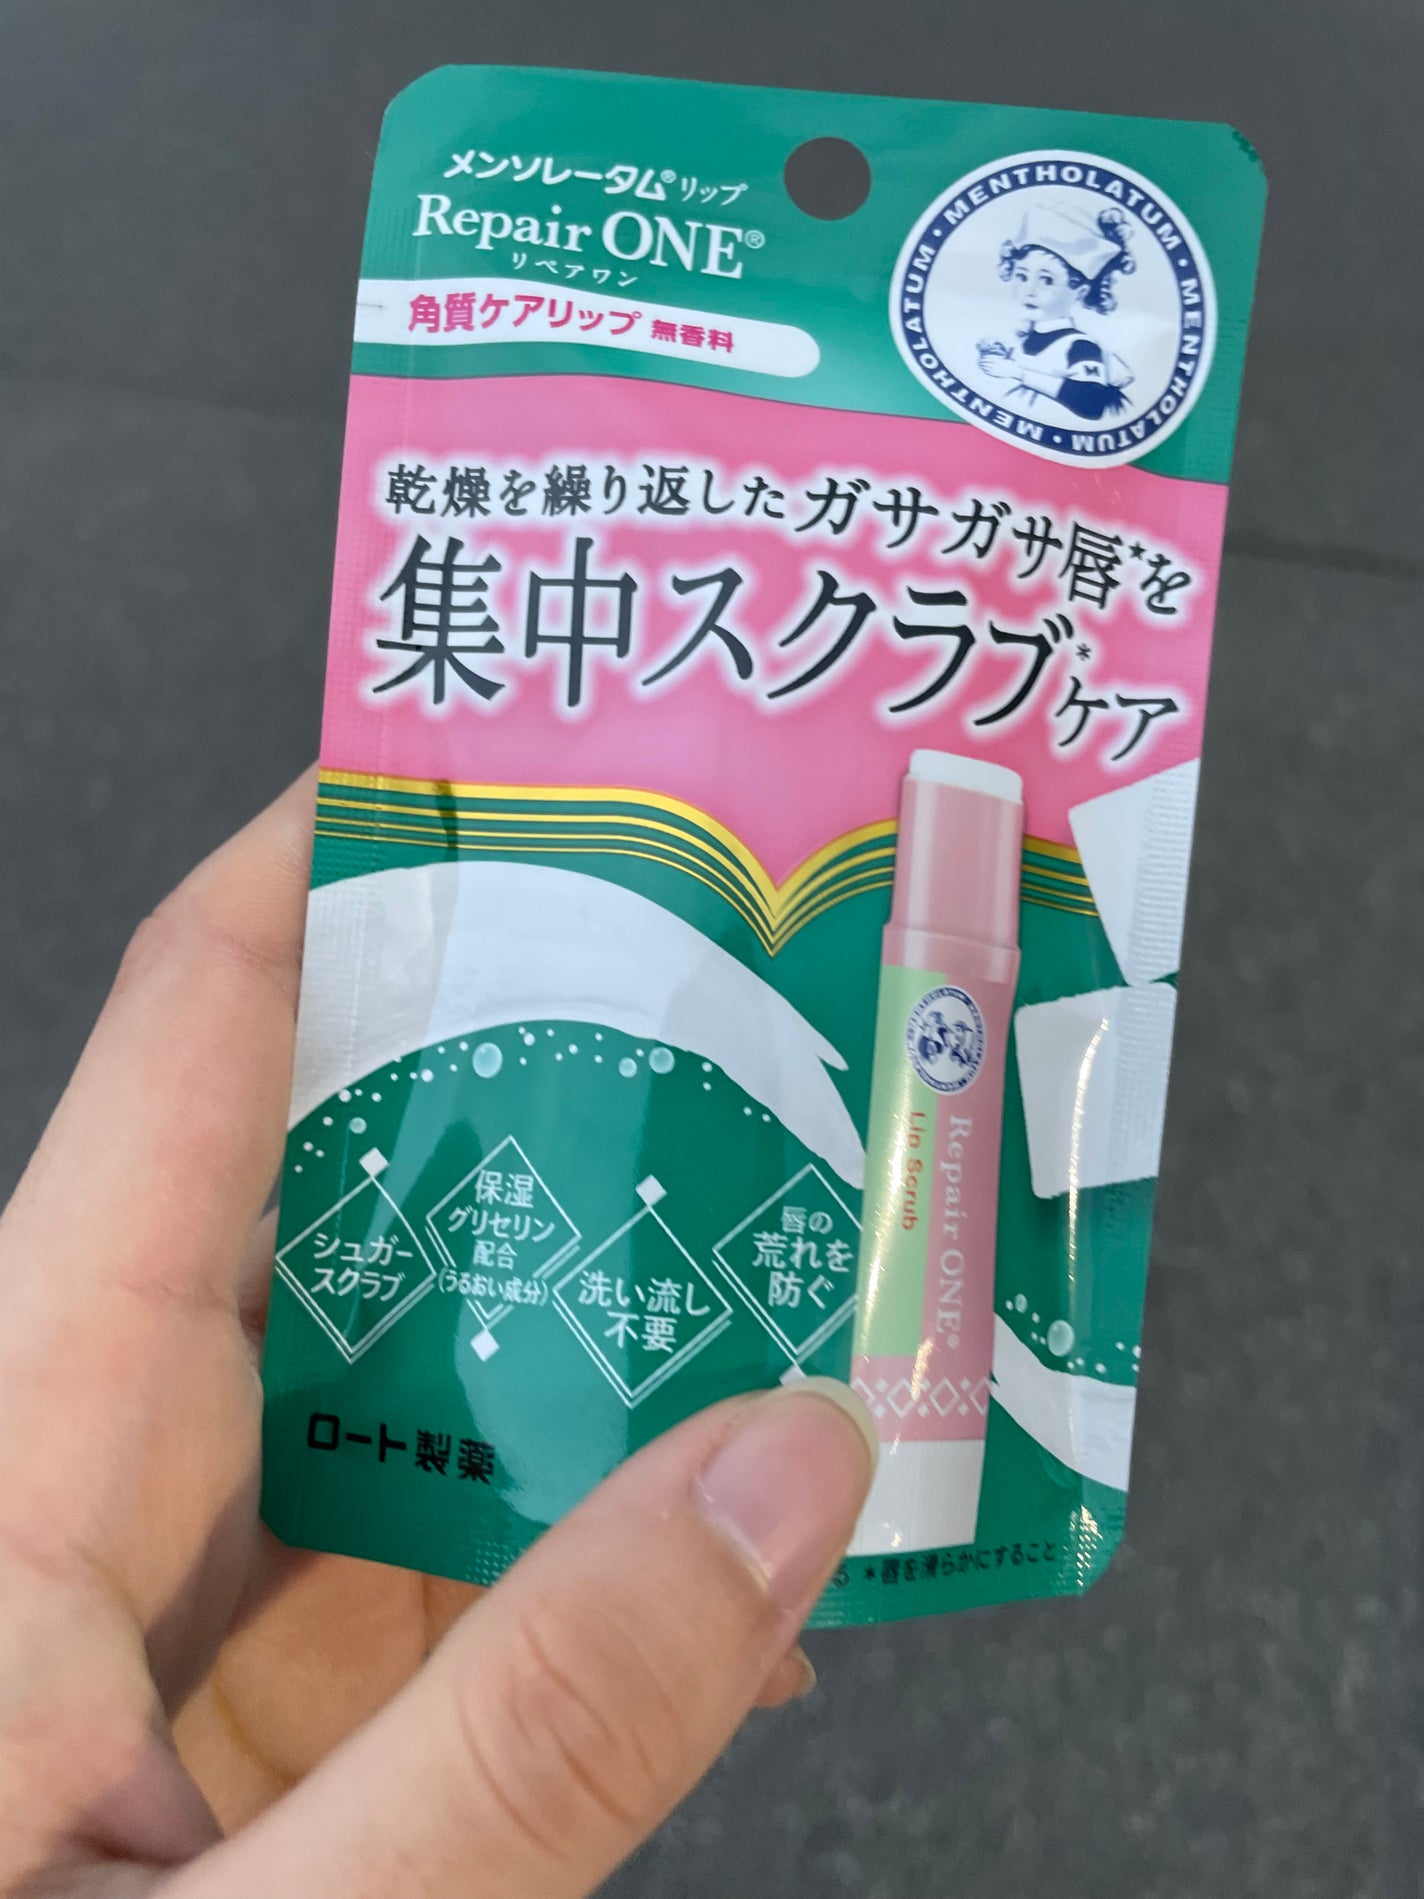 メンソレータム®リップ
Repair ONE®
リペアワン
角質ケアリップ 無香料
MENTHOLATUM・MENTHOLATUM・MENTHOLATUM・MENTHOLATUM・
乾燥を繰り返したガサガサ唇*を
集中スクラブ*ケア
シュガー
スクラブ
保湿
グリセリン
配合
(うるおい成分)
洗い流し
不要
唇の
荒れを
防ぐ
Repair ONE®
Lip Scrub
ロート製薬
*唇を滑らかにすること